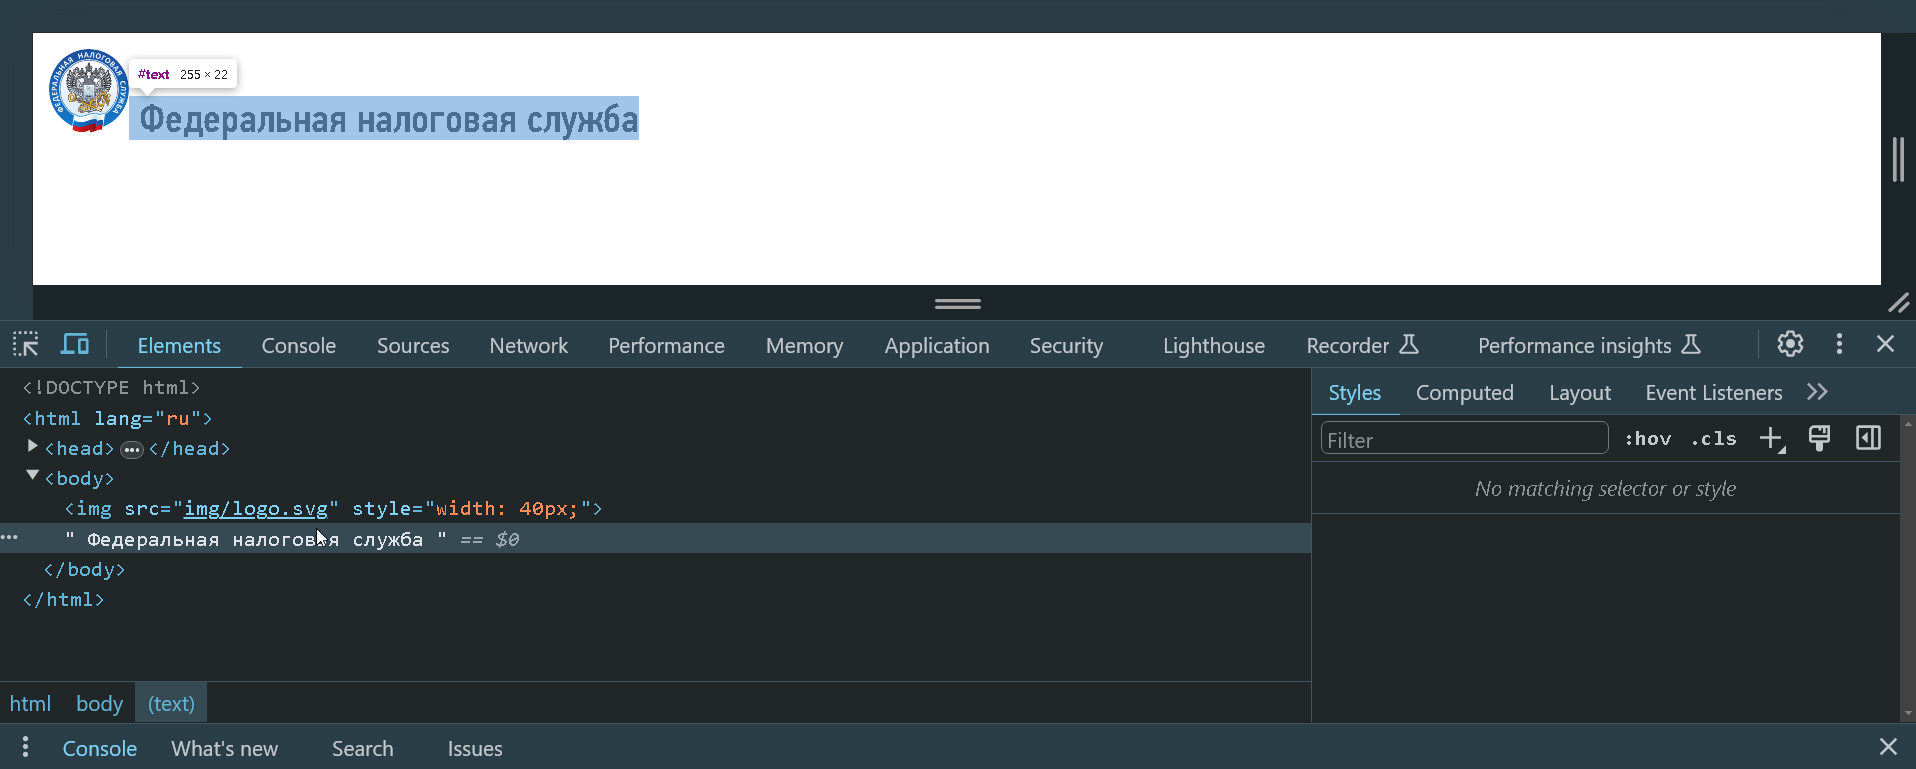 ФЕДЕРАЛЬНАЯ НАЛОГОВАЯ СЛУЖБА
#text 255 × 22
Федеральная налоговая служба
Elements Console Sources Network Performance Memory Application Security Lighthouse Recorder Performance insights
<!DOCTYPE html>
<html lang="ru">
<head> ••• </head>
<body>
<img src="img/logo.svg" style="width: 40px;">
••• " Федеральная налоговая служба " == $0
</body>
</html>
Styles Computed Layout Event Listeners
Filter :hov .cls
No matching selector or style
html body (text)
Console What's new Search Issues